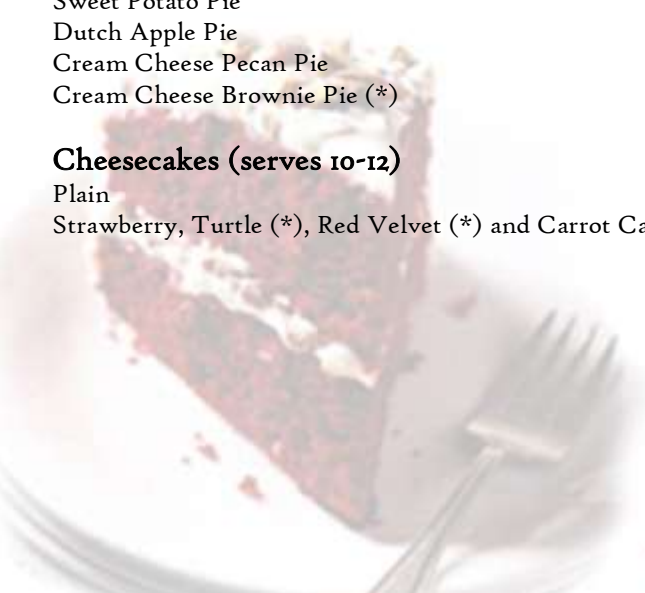 Sweet Potato Pie
Dutch Apple Pie
Cream Cheese Pecan Pie
Cream Cheese Brownie Pie (*)
Cheesecakes (serves 10-12)
Plain
Strawberry, Turtle (*), Red Velvet (*) and Carrot Ca